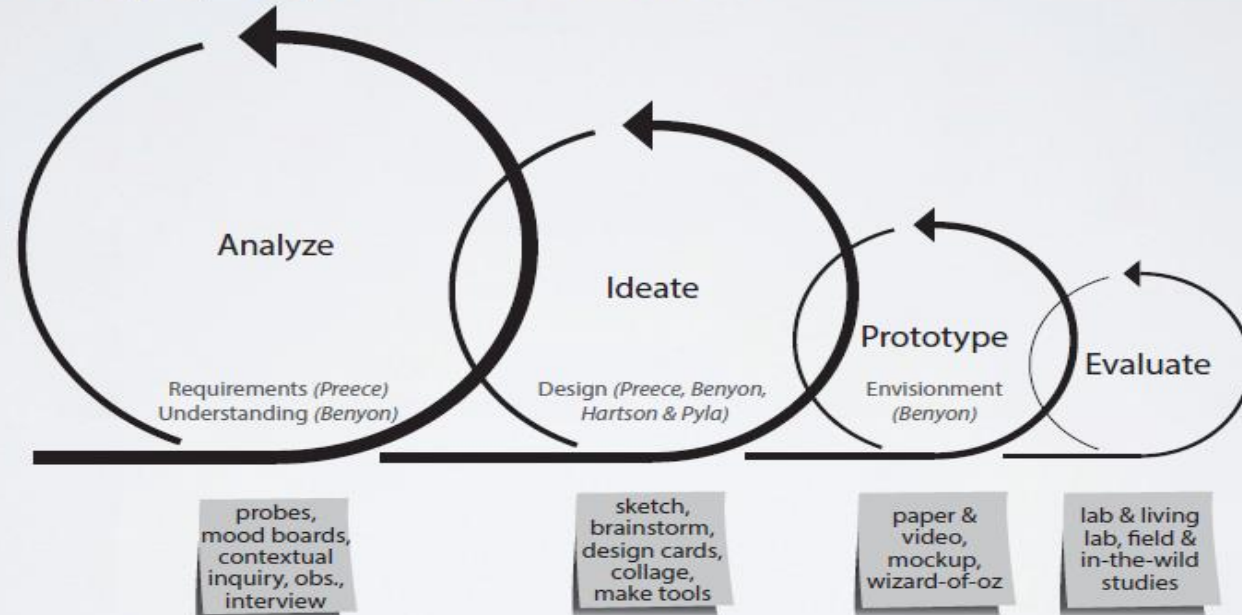 Analyze
Requirements (Preece)
Understanding (Benyon)
Ideate
Design (Preece, Benyon,
Hartson & Pyla)
Prototype
Envisionment
(Benyon)
Evaluate
probes,
mood boards,
contextual
inquiry, obs.,
interview
sketch,
brainstorm,
design cards,
collage,
make tools
paper &
video,
mockup,
wizard-of-oz
lab & living
lab, field &
in-the-wild
studies